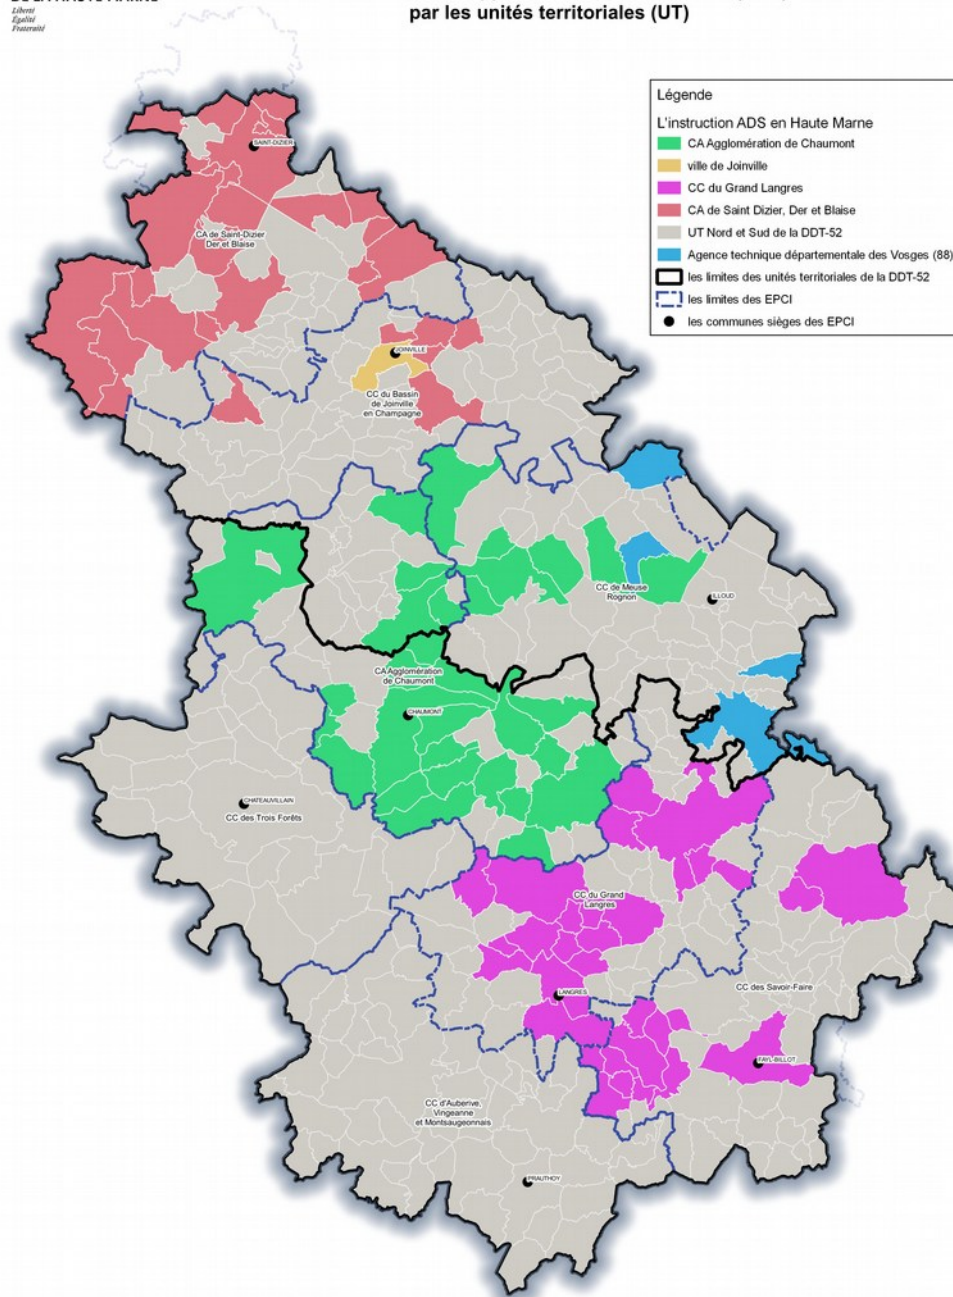 DE LA HAUTE-MARNE
Liberté
Égalité
Fraternité
par les unités territoriales (UT)
Légende
L'instruction ADS en Haute Marne
CA Agglomération de Chaumont
ville de Joinville
CC du Grand Langres
CA de Saint Dizier, Der et Blaise
UT Nord et Sud de la DDT-52
Agence technique départementale des Vosges (88)
les limites des unités territoriales de la DDT-52
les limites des EPCI
les communes sièges des EPCI
SAINT-DIZIER
CA de Saint-Dizier
Der et Blaise
JOINVILLE
CC du Bassin
de Joinville
en Champagne
CC de Meuse
Rognon
ILLOUD
CA Agglomération
de Chaumont
CHAUMONT
CHATEAUVILLAIN
CC des Trois Forêts
CC du Grand
Langres
LANGRES
CC des Savoir-Faire
FAYL-BILLOT
CC d'Auberive,
Vingeanne
et Montsaugeonnais
PRAUTHOY